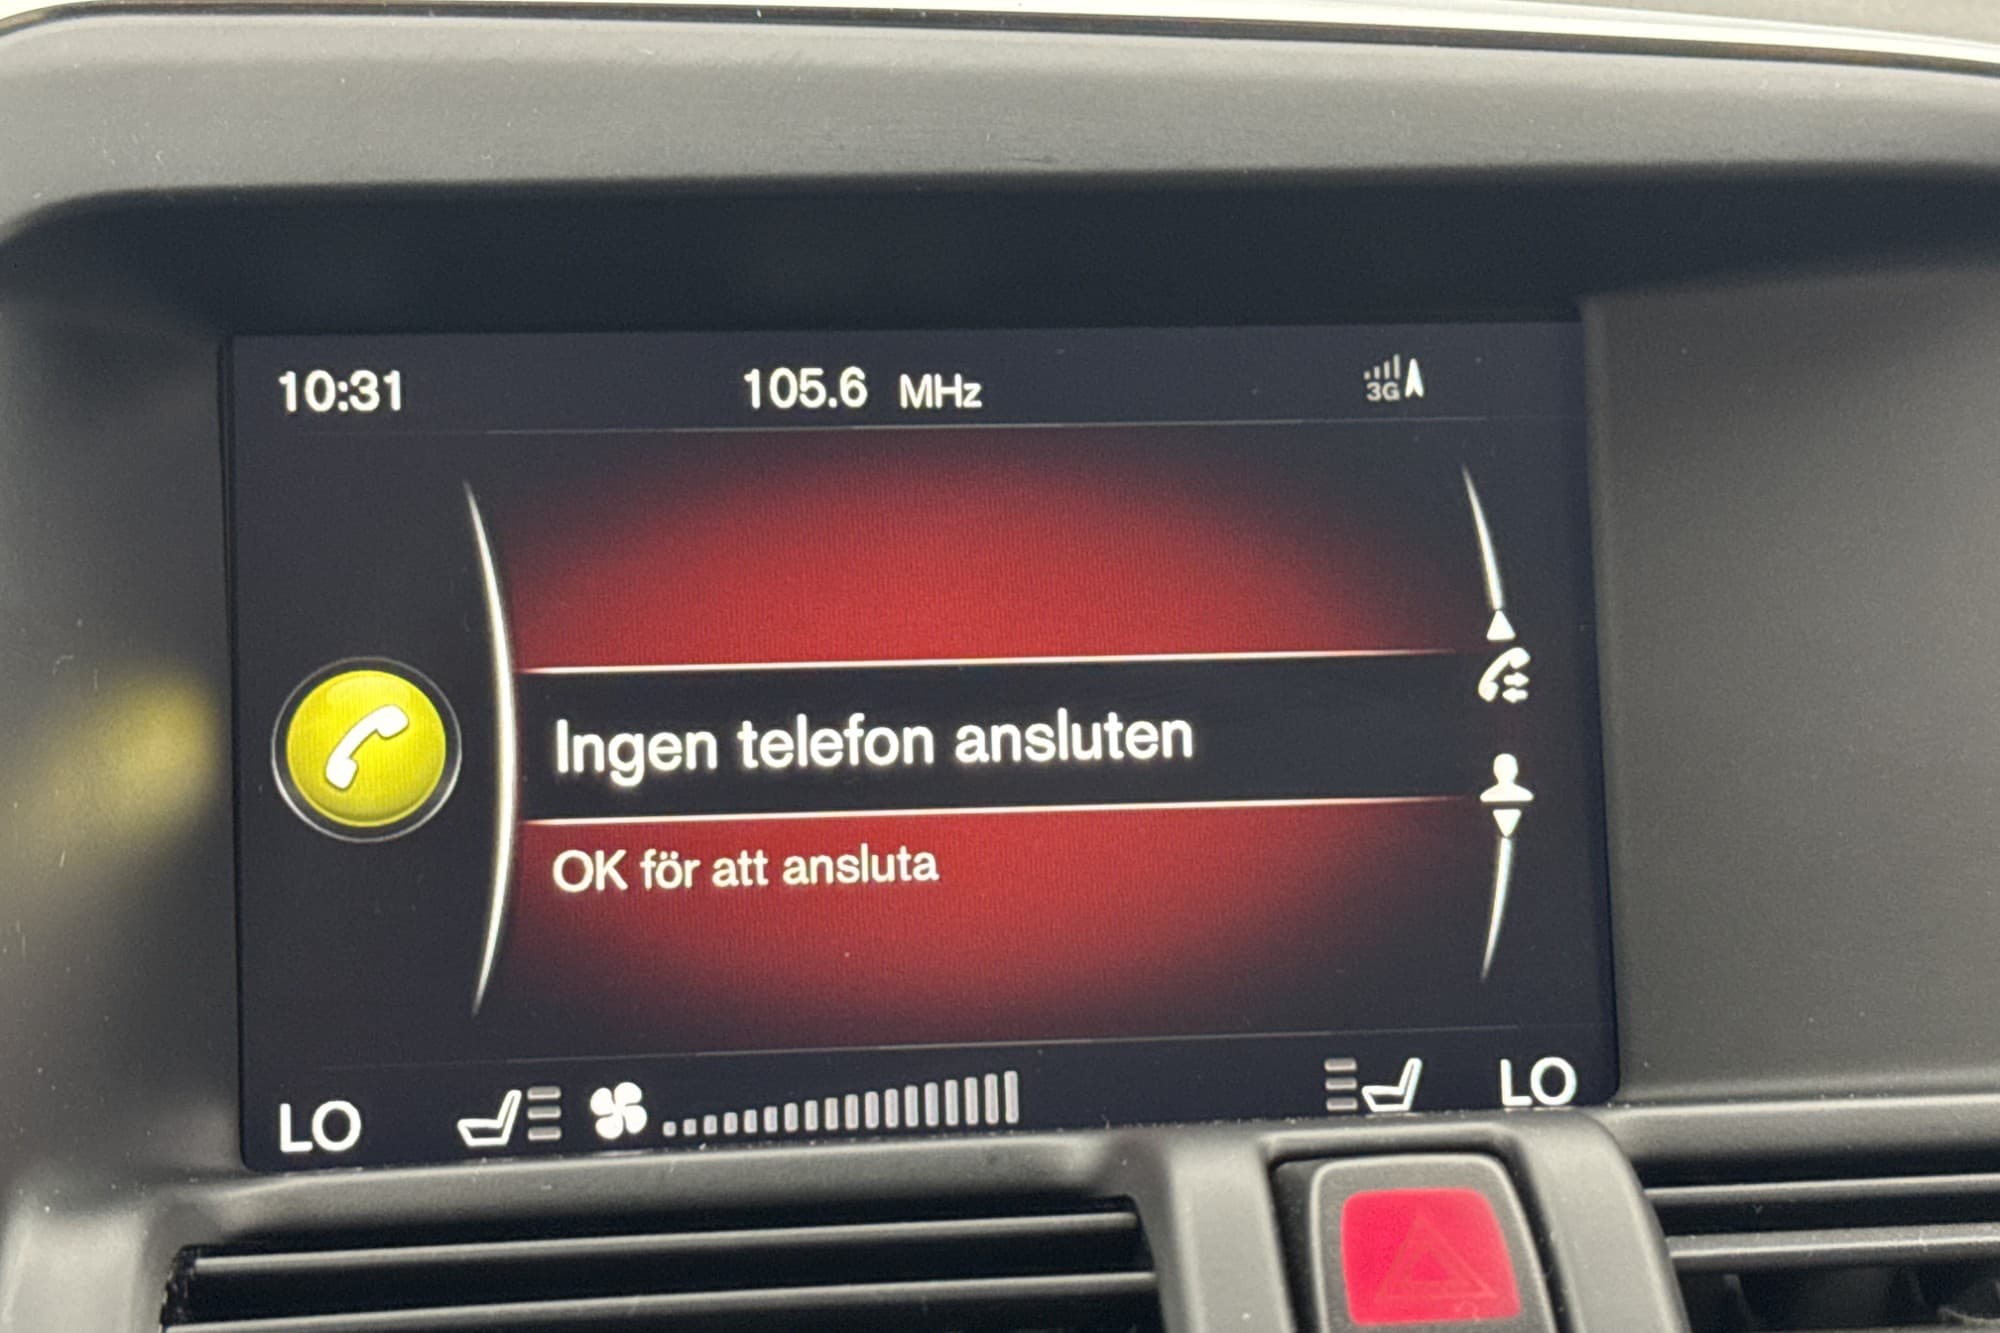 10:31 105.6 MHz 3G
Ingen telefon ansluten
OK för att ansluta
LO LO